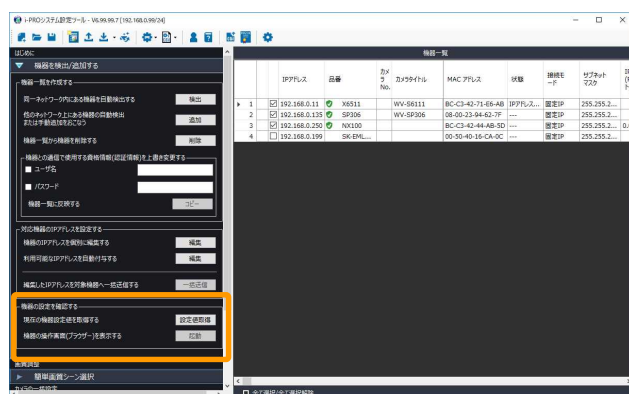 i-PROシステム設定ツール - V6.99.99.7 [192.168.0.99/24]
はじめに
機器を検出/追加する
機器一覧を作成する
同一ネットワーク内にある機器を自動検出する 検出
他のネットワーク上にある機器の自動検出
または手動追加をおこなう 追加
機器一覧から機器を削除する 削除
機器との通信で使用する資格情報(認証情報)を上書き変更する
ユーザ名
パスワード
機器一覧に反映する コピー
対応機器のIPアドレスを設定する
機器のIPアドレスを個別に編集する 編集
利用可能なIPアドレスを自動付与する 編集
編集したIPアドレスを対象機器へ一括送信する 一括送信
機器の設定を確認する
現在の機器設定値を取得する 設定値取得
機器の操作画面(ブラウザー)を表示する 起動
画質調整
簡単画質シーン選択
カメラの一括設定
機器一覧
IPアドレス 品番 カメラNo. カメラタイトル MAC アドレス 状態 接続モード サブネットマスク
1 192.168.0.11 X6511 WV-S6111 BC-C3-42-71-E6-AB IPアドレス... 固定IP 255.255.2...
2 192.168.0.135 SP306 WV-SP306 08-00-23-94-62-7F --- 固定IP 255.255.2...
3 192.168.0.250 NX100 BC-C3-42-44-AB-5D --- 固定IP 255.255.2...
4 192.168.0.199 SK-EML... 00-50-40-16-CA-0C --- 固定IP 255.255.2...
全て選択/全て選択解除